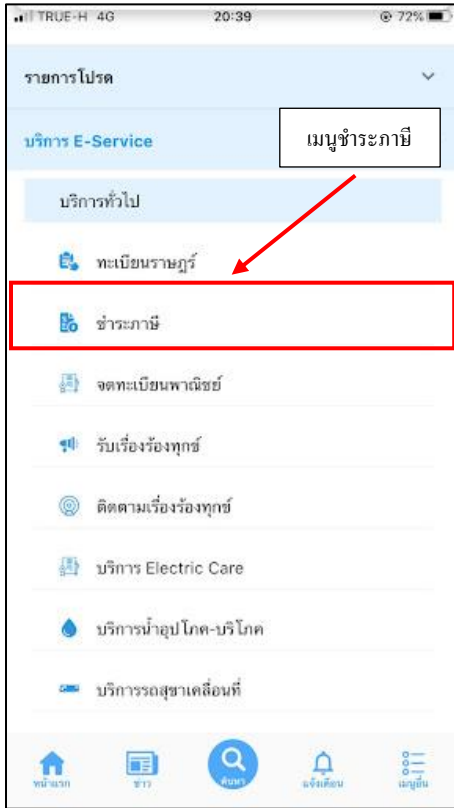 TRUE-H 4G 20:39 72%
รายการโปรด
บริการ E-Service
เมนูชำระภาษี
บริการทั่วไป
ทะเบียนราษฎร์
ชำระภาษี
จดทะเบียนพาณิชย์
รับเรื่องร้องทุกข์
ติดตามเรื่องร้องทุกข์
บริการ Electric Care
บริการน้ำอุปโภค-บริโภค
บริการรถสุขาเคลื่อนที่
หน้าแรก ข่าว ค้นหา แจ้งเตือน เมนูอื่น